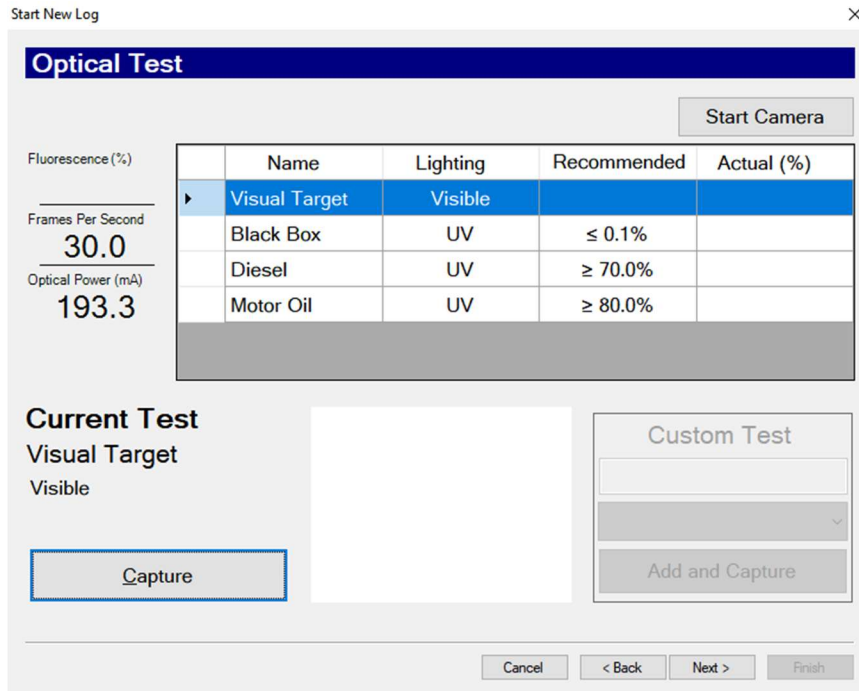 Start New Log
Optical Test
Start Camera
Fluorescence (%)
Name Lighting Recommended Actual (%)
Visual Target Visible
Frames Per Second
30.0
Black Box UV ≤ 0.1%
Optical Power (mA)
193.3
Diesel UV ≥ 70.0%
Motor Oil UV ≥ 80.0%
Current Test
Visual Target
Visible
Capture
Custom Test
Add and Capture
Cancel < Back Next > Finish